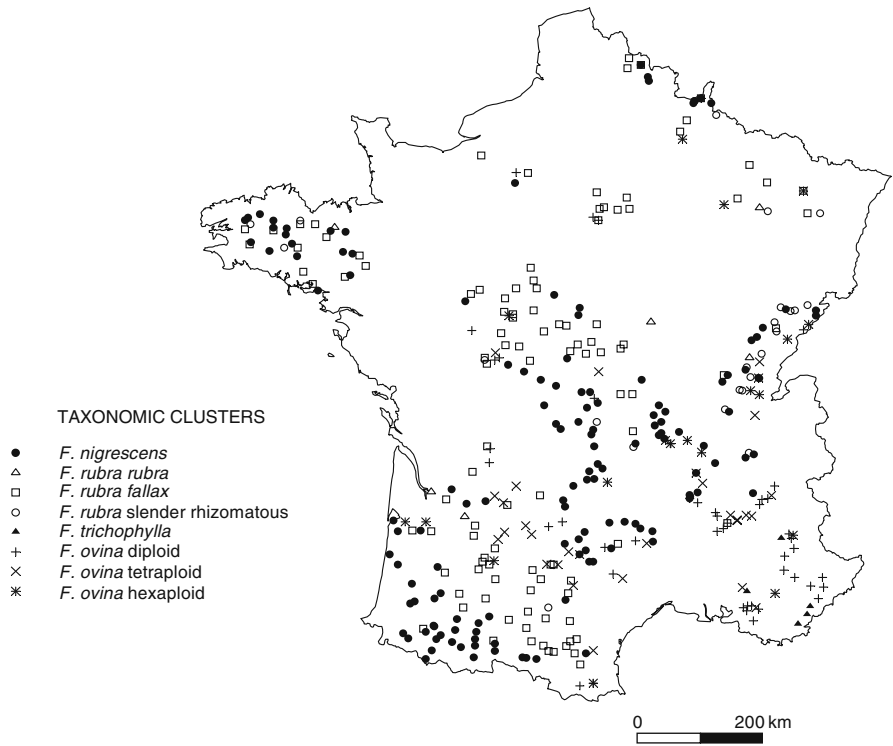 TAXONOMIC CLUSTERS
F. nigrescens
F. rubra rubra
F. rubra fallax
F. rubra slender rhizomatous
F. trichophylla
F. ovina diploid
F. ovina tetraploid
F. ovina hexaploid
0 200 km